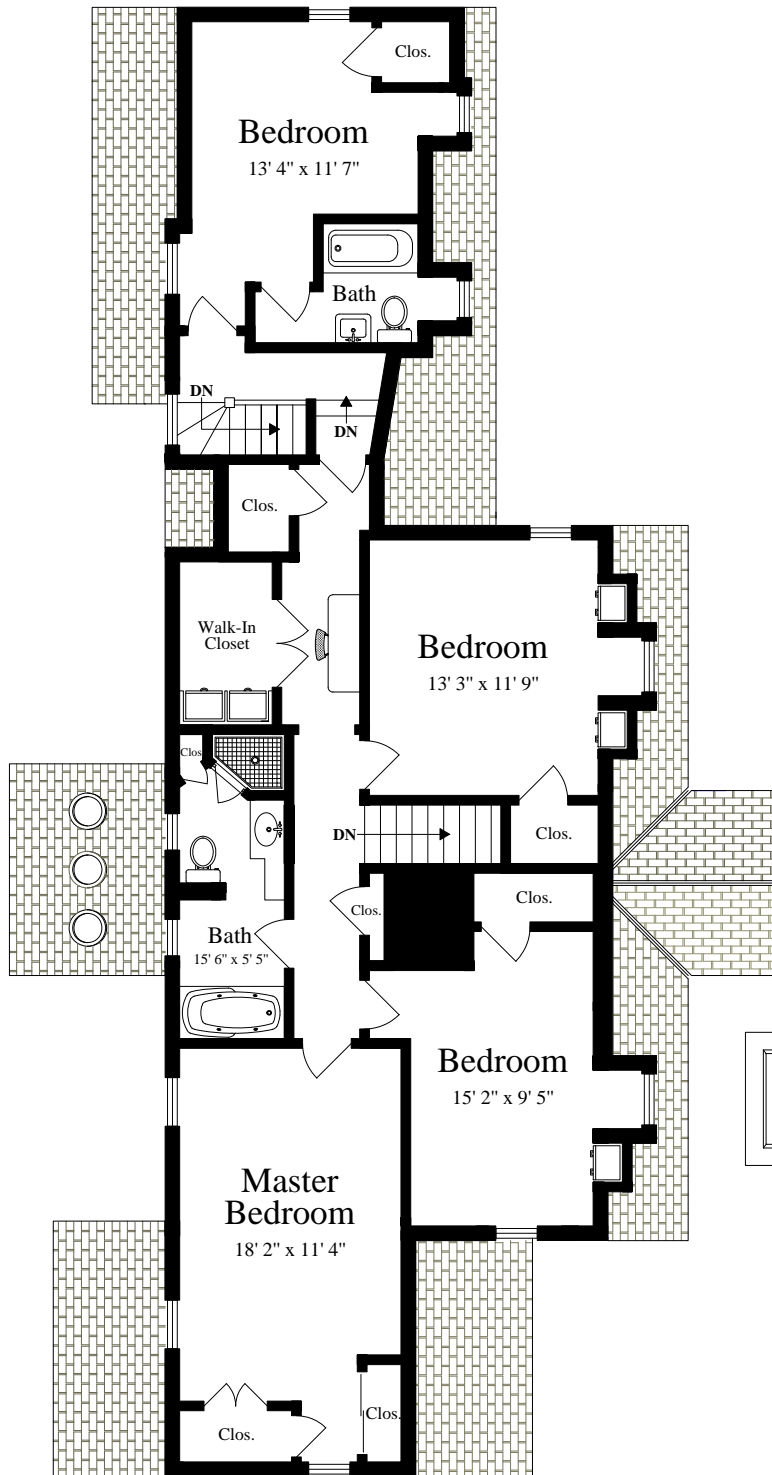 Clos.
Bedroom
13' 4" x 11' 7"
Bath
DN
DN
Clos.
Walk-In
Closet
Bedroom
13' 3" x 11' 9"
Clos
DN
Clos.
Clos.
Clos.
Bath
15' 6" x 5' 5"
Bedroom
15' 2" x 9' 5"
Master
Bedroom
18' 2" x 11' 4"
Clos.
Clos.